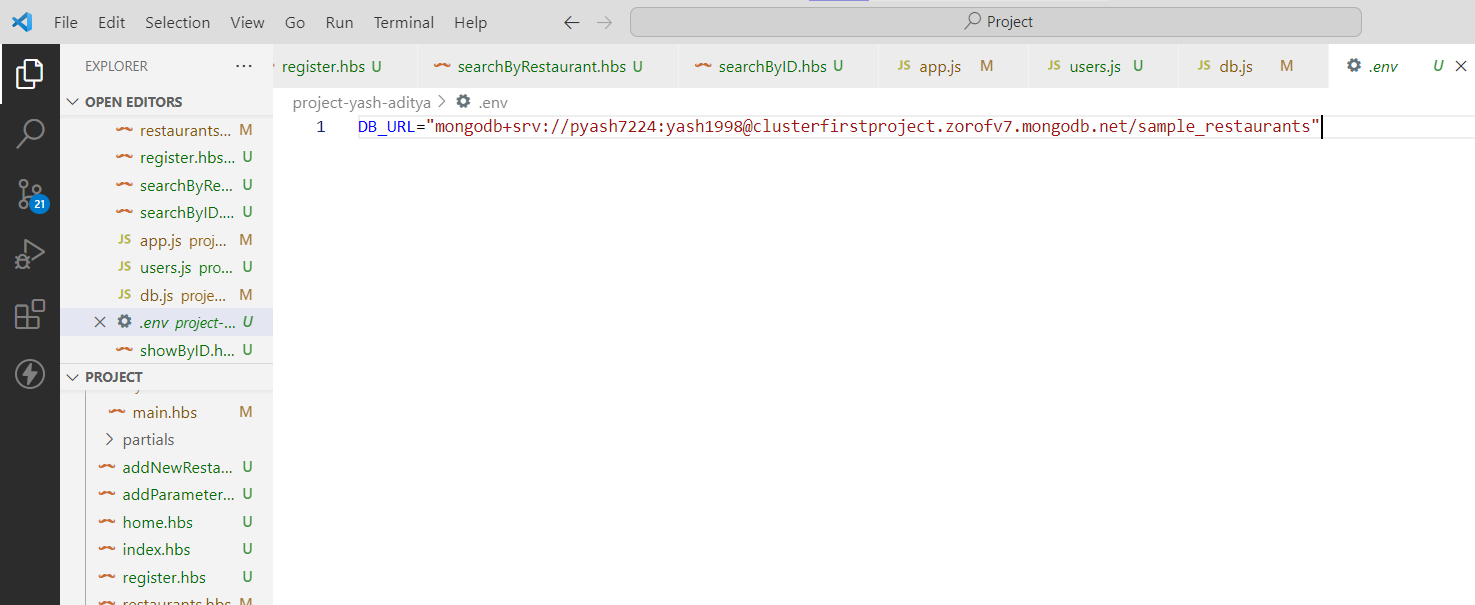 File Edit Selection View Go Run Terminal Help
Project
EXPLORER ···
register.hbs U
searchByRestaurant.hbs U
searchByID.hbs U
JS app.js M
JS users.js U
JS db.js M
.env U
OPEN EDITORS
restaurants... M
register.hbs... U
searchByRe... U
searchByID.... U
JS app.js proj... M
JS users.js pro... U
JS db.js proje... M
.env project-... U
showByID.h... U
21
PROJECT
main.hbs M
partials
addNewResta... U
addParameter... U
home.hbs U
index.hbs U
register.hbs U
restaurants.hbs M
project-yash-aditya > .env
1 DB_URL="mongodb+srv://pyash7224:yash1998@clusterfirstproject.zorofv7.mongodb.net/sample_restaurants"